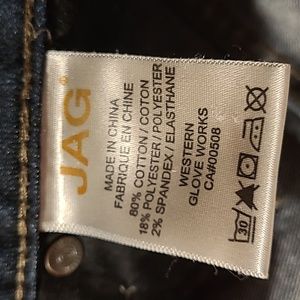 JAG®
MADE IN CHINA
FABRIQUE EN CHINE
80% COTTON / COTON
18% POLYESTER / POLYESTER
2% SPANDEX / ELASTHANE
WESTERN
GLOVE WORKS
CA#00508
30